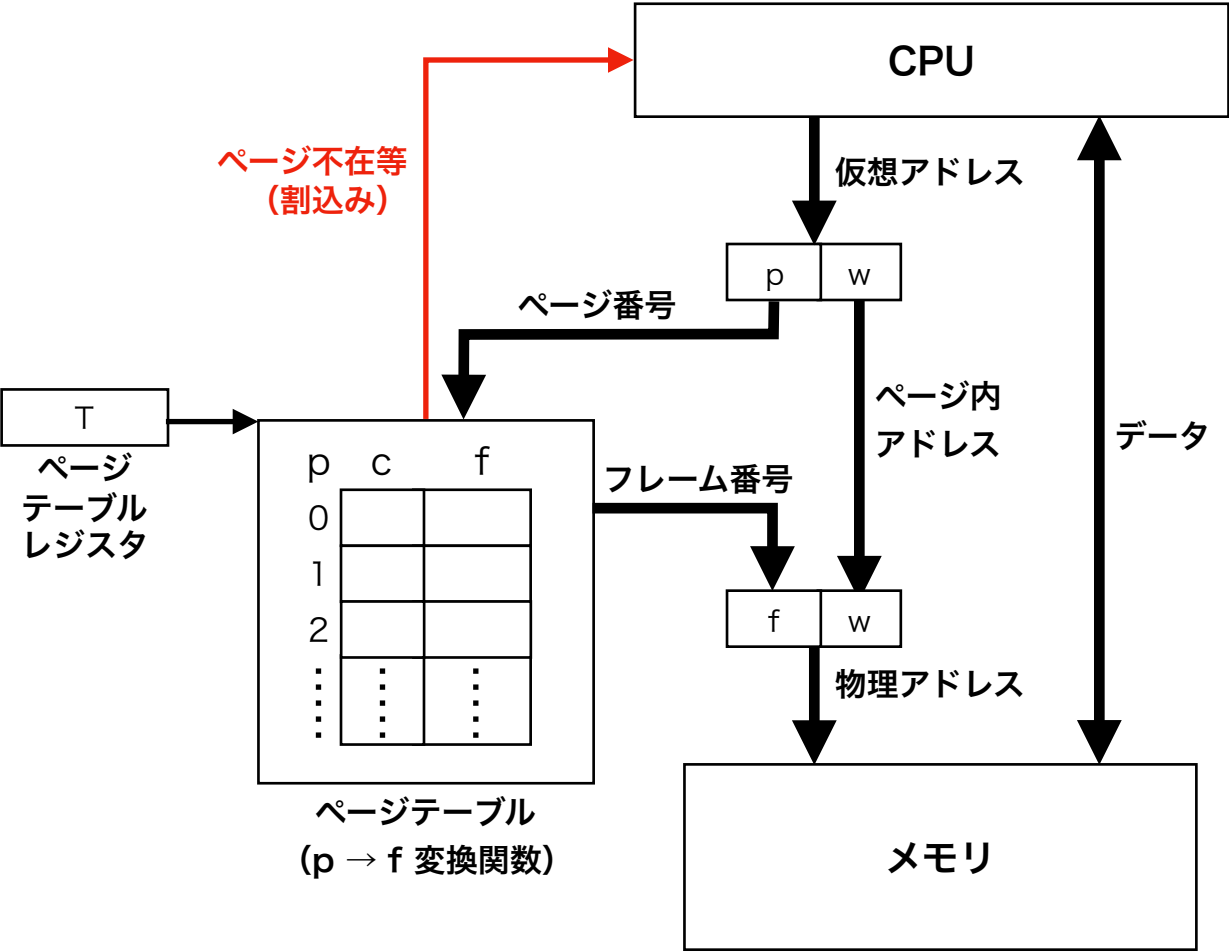 CPU
ページ不在等
（割込み）
仮想アドレス
p w
ページ番号
ページ内
アドレス
データ
T
ページ
テーブル
レジスタ
p c f
0
1
2
フレーム番号
f w
物理アドレス
ページテーブル
（p → f 変換関数）
メモリ